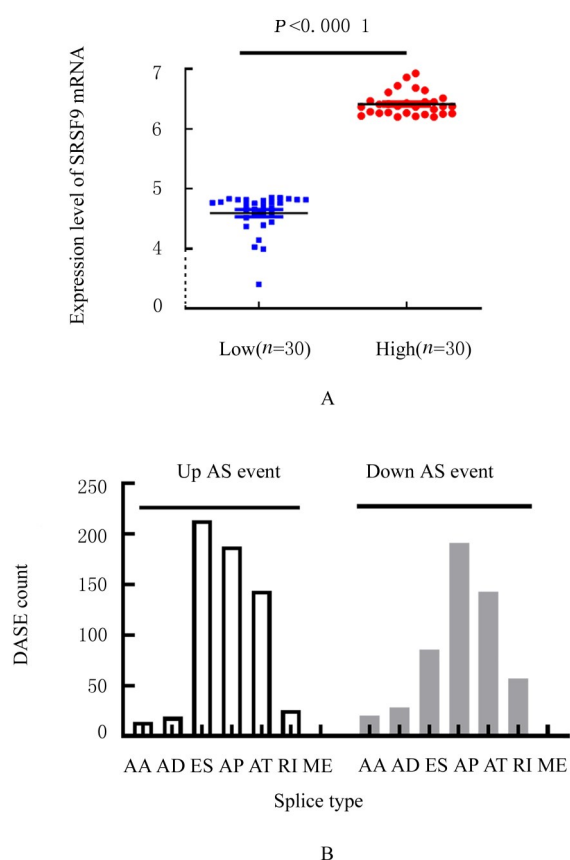 P<0.000 1
Expression level of SRSF9 mRNA
7
6
5
4
0
Low(n=30) High(n=30)
A
Up AS event Down AS event
DASE count
250
200
150
100
50
0
AA AD ES AP AT RI ME AA AD ES AP AT RI ME
Splice type
B